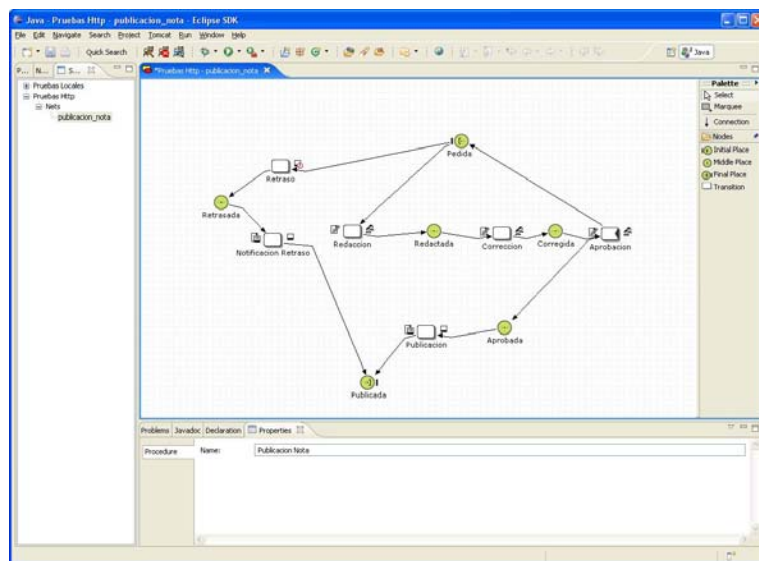 Java - Pruebas Http - publicacion_nota - Eclipse SDK
File Edit Navigate Search Project Tomcat Run Window Help
Quick Search
Java
P... N... S...
*Pruebas Http - publicacion_nota
Pruebas Locales
Pruebas Http
Nets
publicacion_nota
Palette
Select
Marquee
Connection
Nodes
Initial Place
Middle Place
Final Place
Transition
Pedida
Retraso
Retrasada
Notificacion Retraso
Redaccion
Redactada
Correccion
Corregida
Aprobacion
Publicacion
Aprobada
Publicada
Problems Javadoc Declaration Properties
Procedure
Name: Publicacion Nota